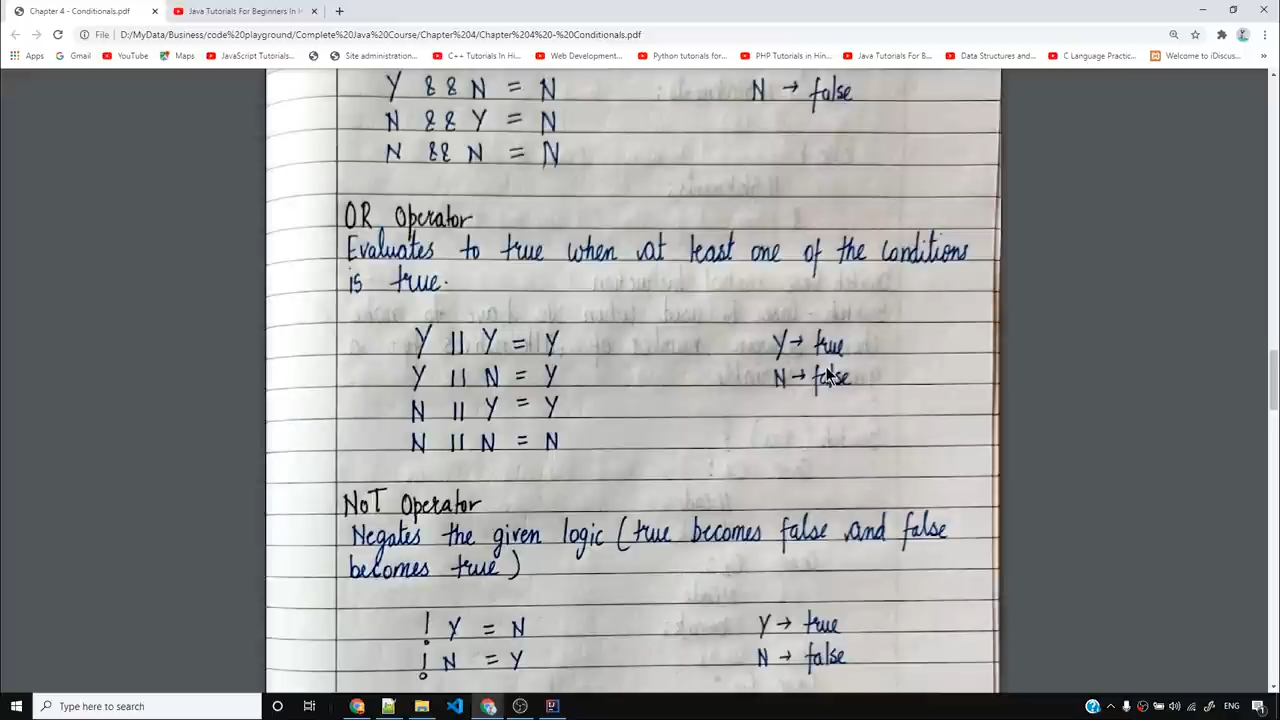 Chapter 4 - Conditionals.pdf
Java Tutorials For Beginners In H
File
D:/MyData/Business/code%20playground/Complete%20Java%20Course/Chapter%204/Chapter%204%20-%20Conditionals.pdf
Apps
Gmail
YouTube
Maps
JavaScript Tutorials...
Site administration...
C++ Tutorials In Hi...
Web Development...
Python tutorials for...
PHP Tutorials in Hin...
Java Tutorials For B...
Data Structures and...
C Language Practic...
Welcome to iDiscus...
Y && N = N
N → false
N && Y = N
N && N = N
OR Operator
Evaluates to true when at least one of the conditions
is true.
Y || Y = Y
Y → true
Y || N = Y
N → false
N || Y = Y
N || N = N
NOT Operator
Negates the given logic (true becomes false and false
becomes true)
! Y = N
Y → true
! N = Y
N → false
Type here to search
ENG